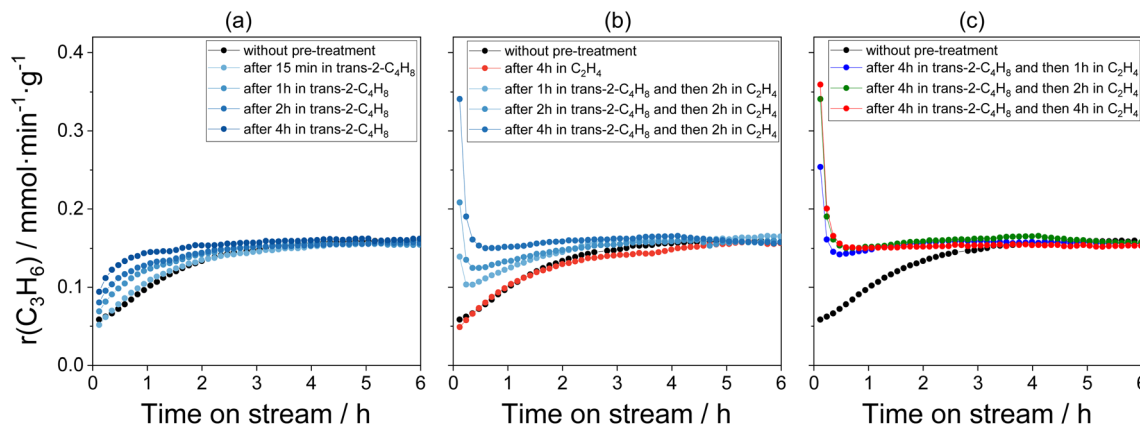 (a)
(b)
(c)
r(C₃H₆) / mmol·min⁻¹·g⁻¹
0.4
0.3
0.2
0.1
0.0
without pre-treatment
after 15 min in trans-2-C₄H₈
after 1h in trans-2-C₄H₈
after 2h in trans-2-C₄H₈
after 4h in trans-2-C₄H₈
0 1 2 3 4 5 6
Time on stream / h
without pre-treatment
after 4h in C₂H₄
after 1h in trans-2-C₄H₈ and then 2h in C₂H₄
after 2h in trans-2-C₄H₈ and then 2h in C₂H₄
after 4h in trans-2-C₄H₈ and then 2h in C₂H₄
0 1 2 3 4 5 6
Time on stream / h
without pre-treatment
after 4h in trans-2-C₄H₈ and then 1h in C₂H₄
after 4h in trans-2-C₄H₈ and then 2h in C₂H₄
after 4h in trans-2-C₄H₈ and then 4h in C₂H₄
0 1 2 3 4 5 6
Time on stream / h